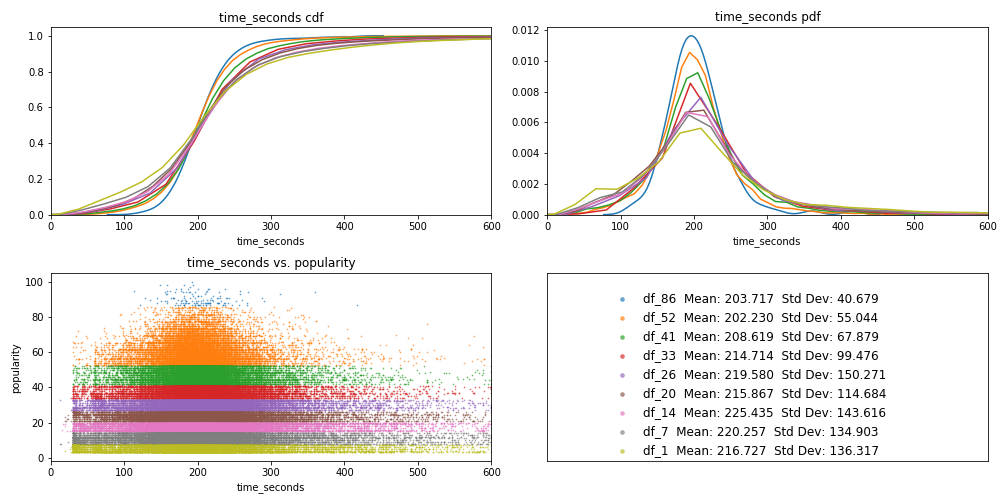 time_seconds cdf
1.0
0.8
0.6
0.4
0.2
0.0
0 100 200 300 400 500 600
time_seconds
time_seconds pdf
0.012
0.010
0.008
0.006
0.004
0.002
0.000
0 100 200 300 400 500 600
time_seconds
time_seconds vs. popularity
popularity
100
80
60
40
20
0
0 100 200 300 400 500 600
time_seconds
df_86 Mean: 203.717 Std Dev: 40.679
df_52 Mean: 202.230 Std Dev: 55.044
df_41 Mean: 208.619 Std Dev: 67.879
df_33 Mean: 214.714 Std Dev: 99.476
df_26 Mean: 219.580 Std Dev: 150.271
df_20 Mean: 215.867 Std Dev: 114.684
df_14 Mean: 225.435 Std Dev: 143.616
df_7 Mean: 220.257 Std Dev: 134.903
df_1 Mean: 216.727 Std Dev: 136.317